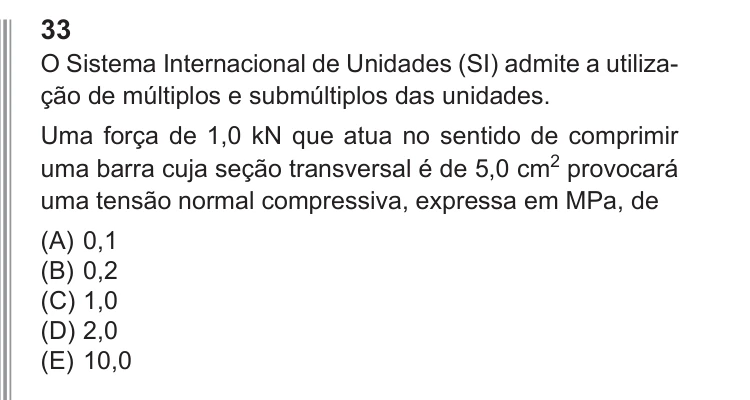 33
O Sistema Internacional de Unidades (SI) admite a utiliza-
ção de múltiplos e submúltiplos das unidades.
Uma força de 1,0 kN que atua no sentido de comprimir
uma barra cuja seção transversal é de 5,0 cm² provocará
uma tensão normal compressiva, expressa em MPa, de
(A) 0,1
(B) 0,2
(C) 1,0
(D) 2,0
(E) 10,0